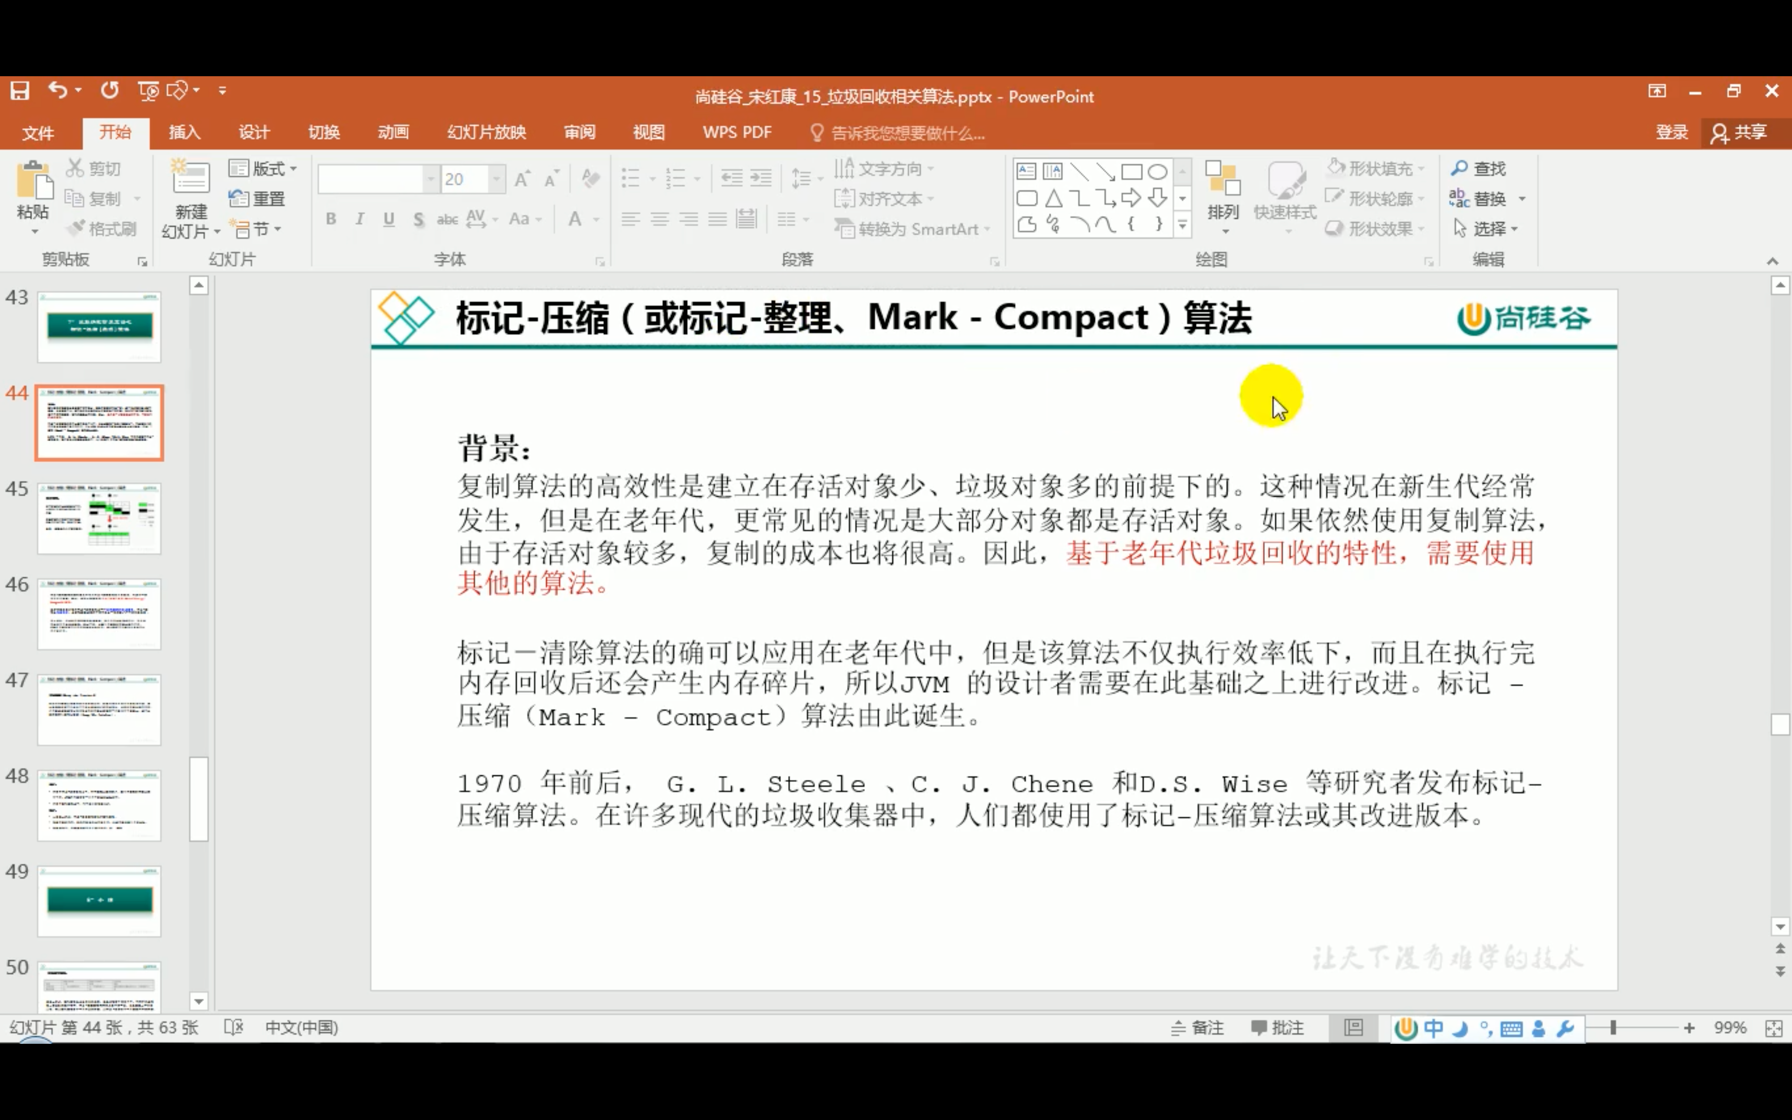 尚硅谷_宋红康_15_垃圾回收相关算法.pptx - PowerPoint
文件 开始 插入 设计 切换 动画 幻灯片放映 审阅 视图 WPS PDF 告诉我您想要做什么... 登录 共享
剪切 版式 20 文字方向 形状填充 查找
复制 重置 对齐文本 形状轮廓 替换
粘贴 格式刷 新建 幻灯片 节 B I U S abc AV Aa A 转换为 SmartArt 排列 快速样式 形状效果 选择
剪贴板 幻灯片 字体 段落 绘图 编辑
43
44
45
46
47
48
49
50
标记-压缩（或标记-整理、Mark - Compact）算法
尚硅谷
背景：
复制算法的高效性是建立在存活对象少、垃圾对象多的前提下的。这种情况在新生代经常
发生，但是在老年代，更常见的情况是大部分对象都是存活对象。如果依然使用复制算法，
由于存活对象较多，复制的成本也将很高。因此，基于老年代垃圾回收的特性，需要使用
其他的算法。
标记－清除算法的确可以应用在老年代中，但是该算法不仅执行效率低下，而且在执行完
内存回收后还会产生内存碎片，所以JVM 的设计者需要在此基础之上进行改进。标记 -
压缩（Mark - Compact）算法由此诞生。
1970 年前后， G. L. Steele 、C. J. Chene 和D.S. Wise 等研究者发布标记-
压缩算法。在许多现代的垃圾收集器中，人们都使用了标记-压缩算法或其改进版本。
让天下没有难学的技术
幻灯片 第 44 张，共 63 张 中文(中国) 备注 批注 中 99%